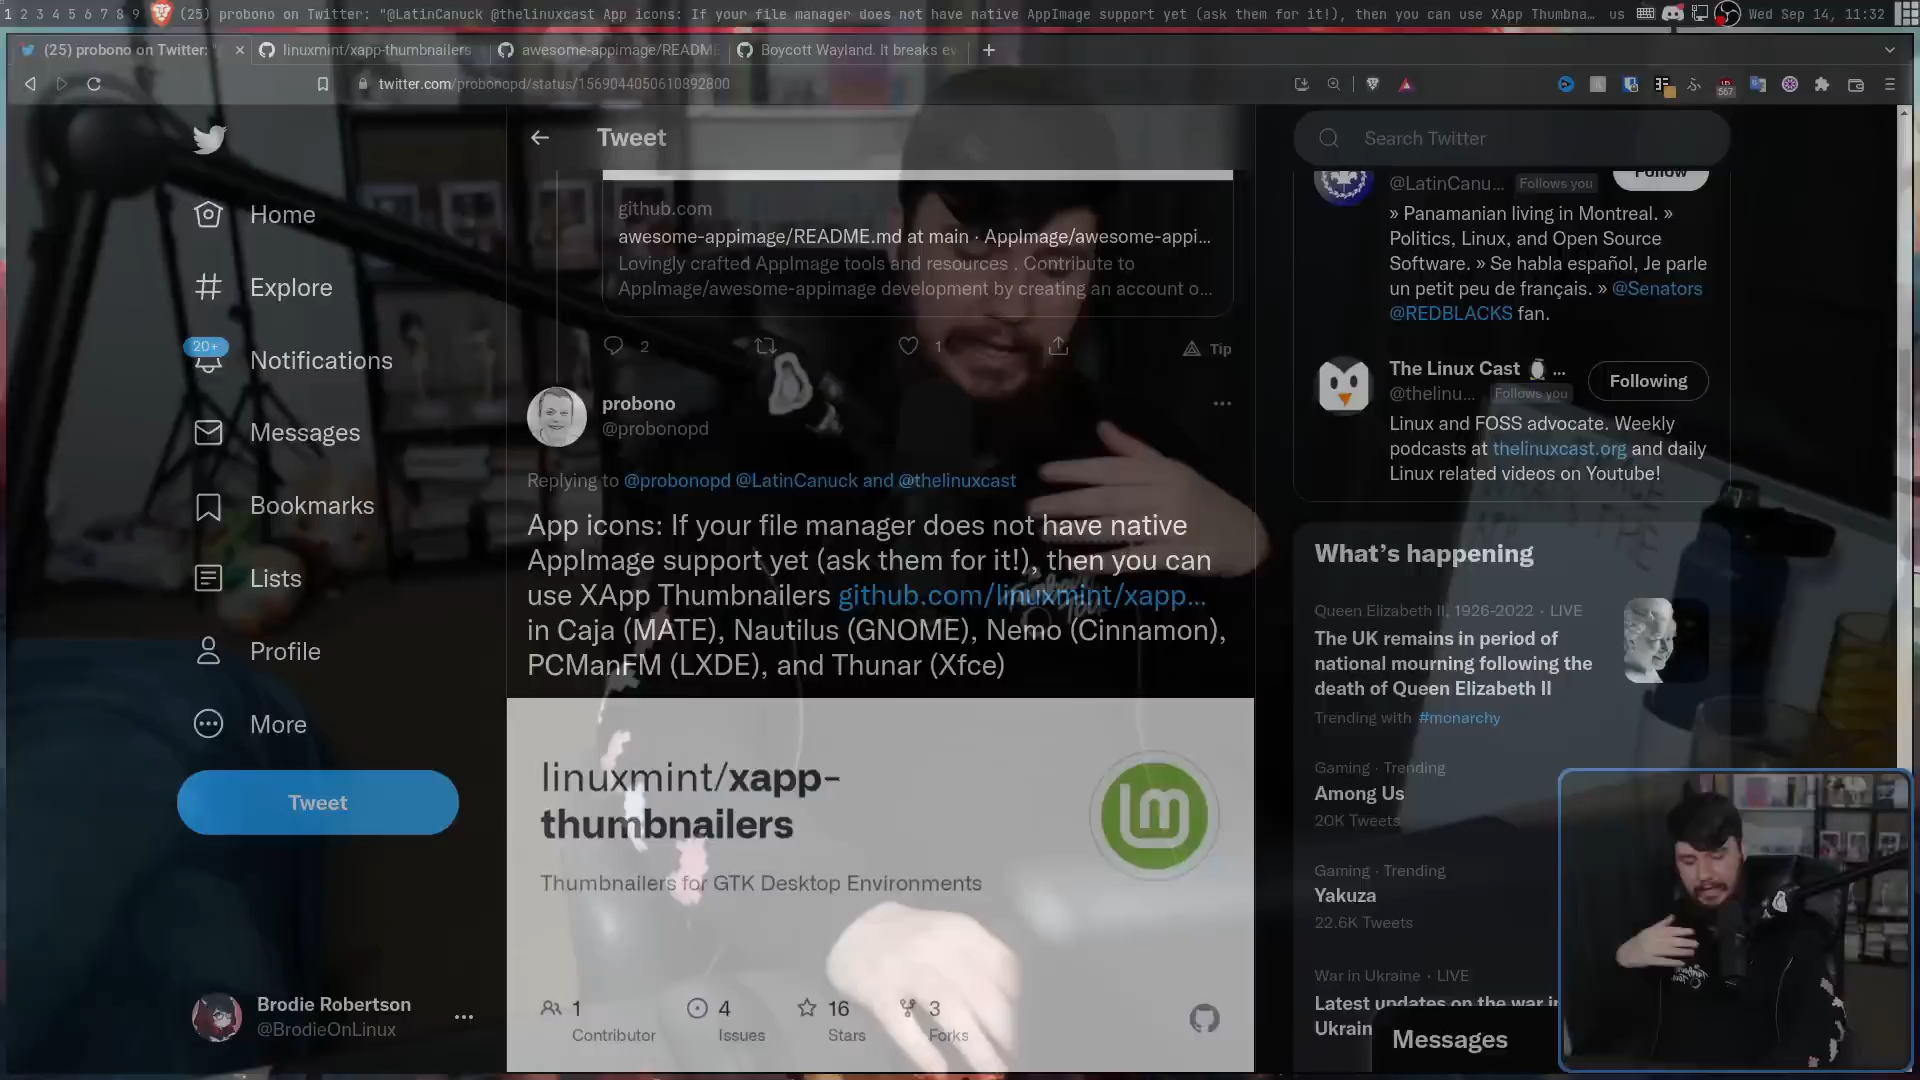 1 2 3 4 5 6 7 8 9 (25) probono on Twitter: "@LatinCanuck @thelinuxcast App icons: If your file manager does not have native AppImage support yet (ask them for it!), then you can use XApp Thumbna... us Wed Sep 14, 11:32
(25) probono on Twitter: "
linuxmint/xapp-thumbnailers
awesome-appimage/README
Boycott Wayland. It breaks ev
twitter.com/probonopd/status/1569044050610892800
567
Home
Explore
20+
Notifications
Messages
Bookmarks
Lists
Profile
More
Tweet
Brodie Robertson
@BrodieOnLinux
Tweet
github.com
awesome-appimage/README.md at main · AppImage/awesome-appi...
Lovingly crafted AppImage tools and resources . Contribute to
AppImage/awesome-appimage development by creating an account o...
2
1
Tip
probono
@probonopd
Replying to @probonopd @LatinCanuck and @thelinuxcast
App icons: If your file manager does not have native
AppImage support yet (ask them for it!), then you can
use XApp Thumbnailers github.com/linuxmint/xapp...
in Caja (MATE), Nautilus (GNOME), Nemo (Cinnamon),
PCManFM (LXDE), and Thunar (Xfce)
linuxmint/xapp-
thumbnailers
Thumbnailers for GTK Desktop Environments
1
Contributor
4
Issues
16
Stars
3
Forks
Search Twitter
@LatinCanu... Follows you
Follow
» Panamanian living in Montreal. »
Politics, Linux, and Open Source
Software. » Se habla español, Je parle
un petit peu de français. » @Senators
@REDBLACKS fan.
The Linux Cast ...
@thelinu... Follows you
Following
Linux and FOSS advocate. Weekly
podcasts at thelinuxcast.org and daily
Linux related videos on Youtube!
What's happening
Queen Elizabeth II, 1926-2022 · LIVE
The UK remains in period of
national mourning following the
death of Queen Elizabeth II
Trending with #monarchy
Gaming · Trending
Among Us
20K Tweets
Gaming · Trending
Yakuza
22.6K Tweets
War in Ukraine · LIVE
Latest updates on the war in
Ukrain
Messages